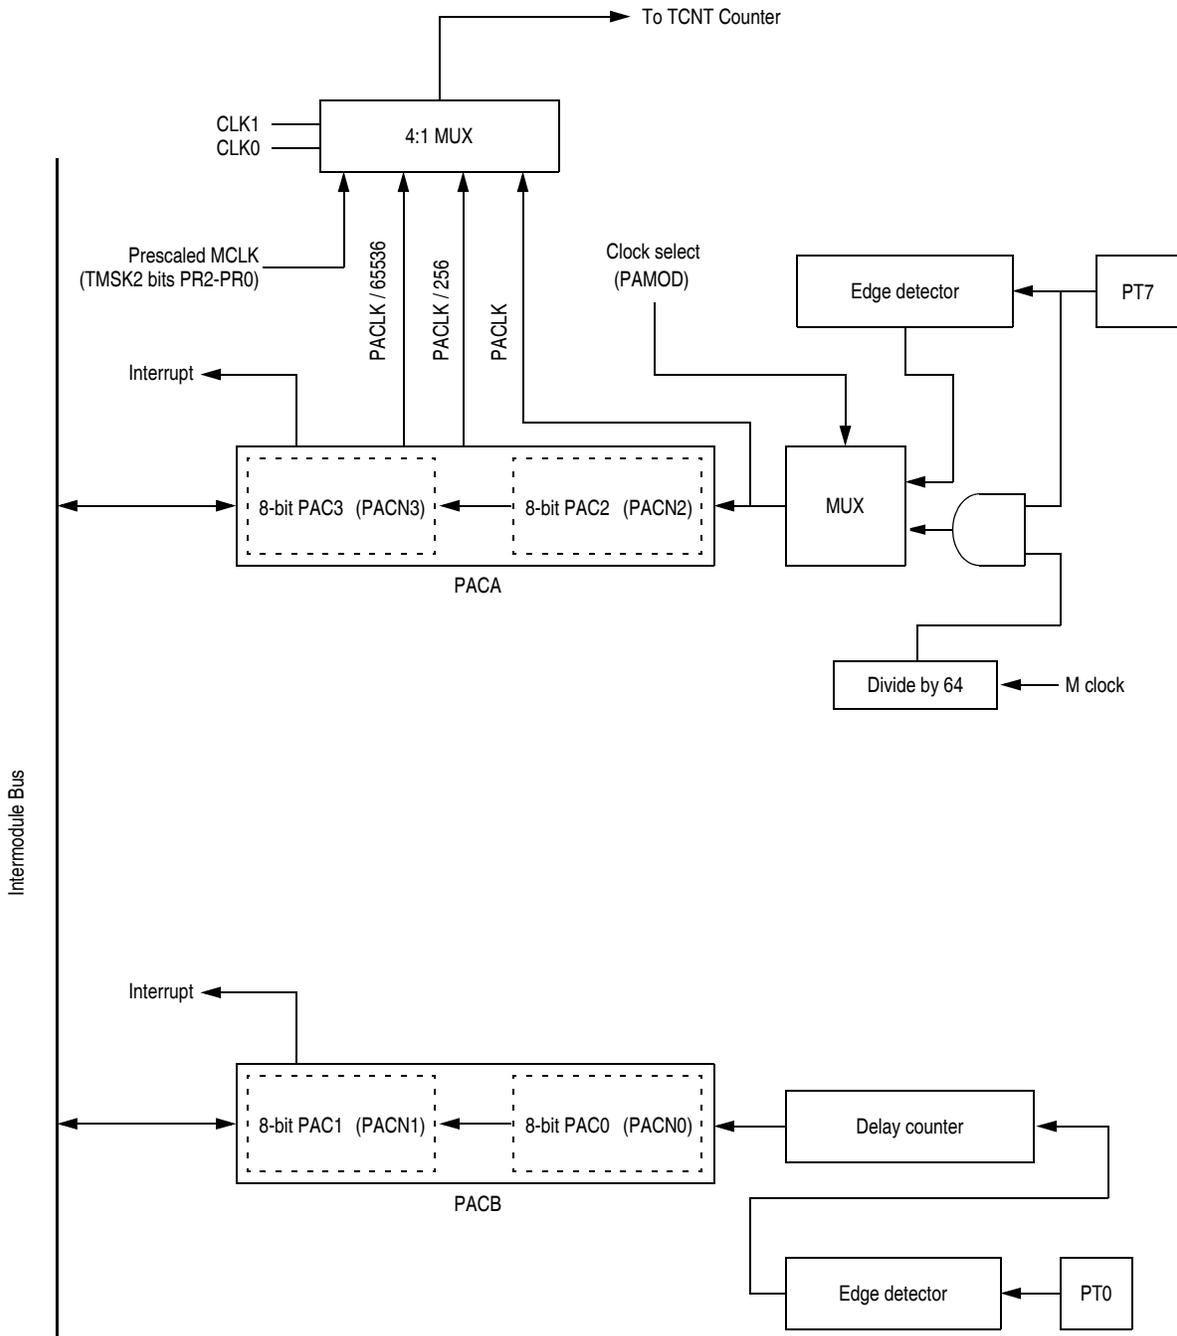 To TCNT Counter
CLK1
CLK0
4:1 MUX
Prescaled MCLK
(TMSK2 bits PR2-PR0)
PACLK / 65536
PACLK / 256
PACLK
Clock select
(PAMOD)
Edge detector
PT7
Interrupt
8-bit PAC3 (PACN3)
8-bit PAC2 (PACN2)
MUX
PACA
Divide by 64
M clock
Intermodule Bus
Interrupt
8-bit PAC1 (PACN1)
8-bit PAC0 (PACN0)
Delay counter
PACB
Edge detector
PT0